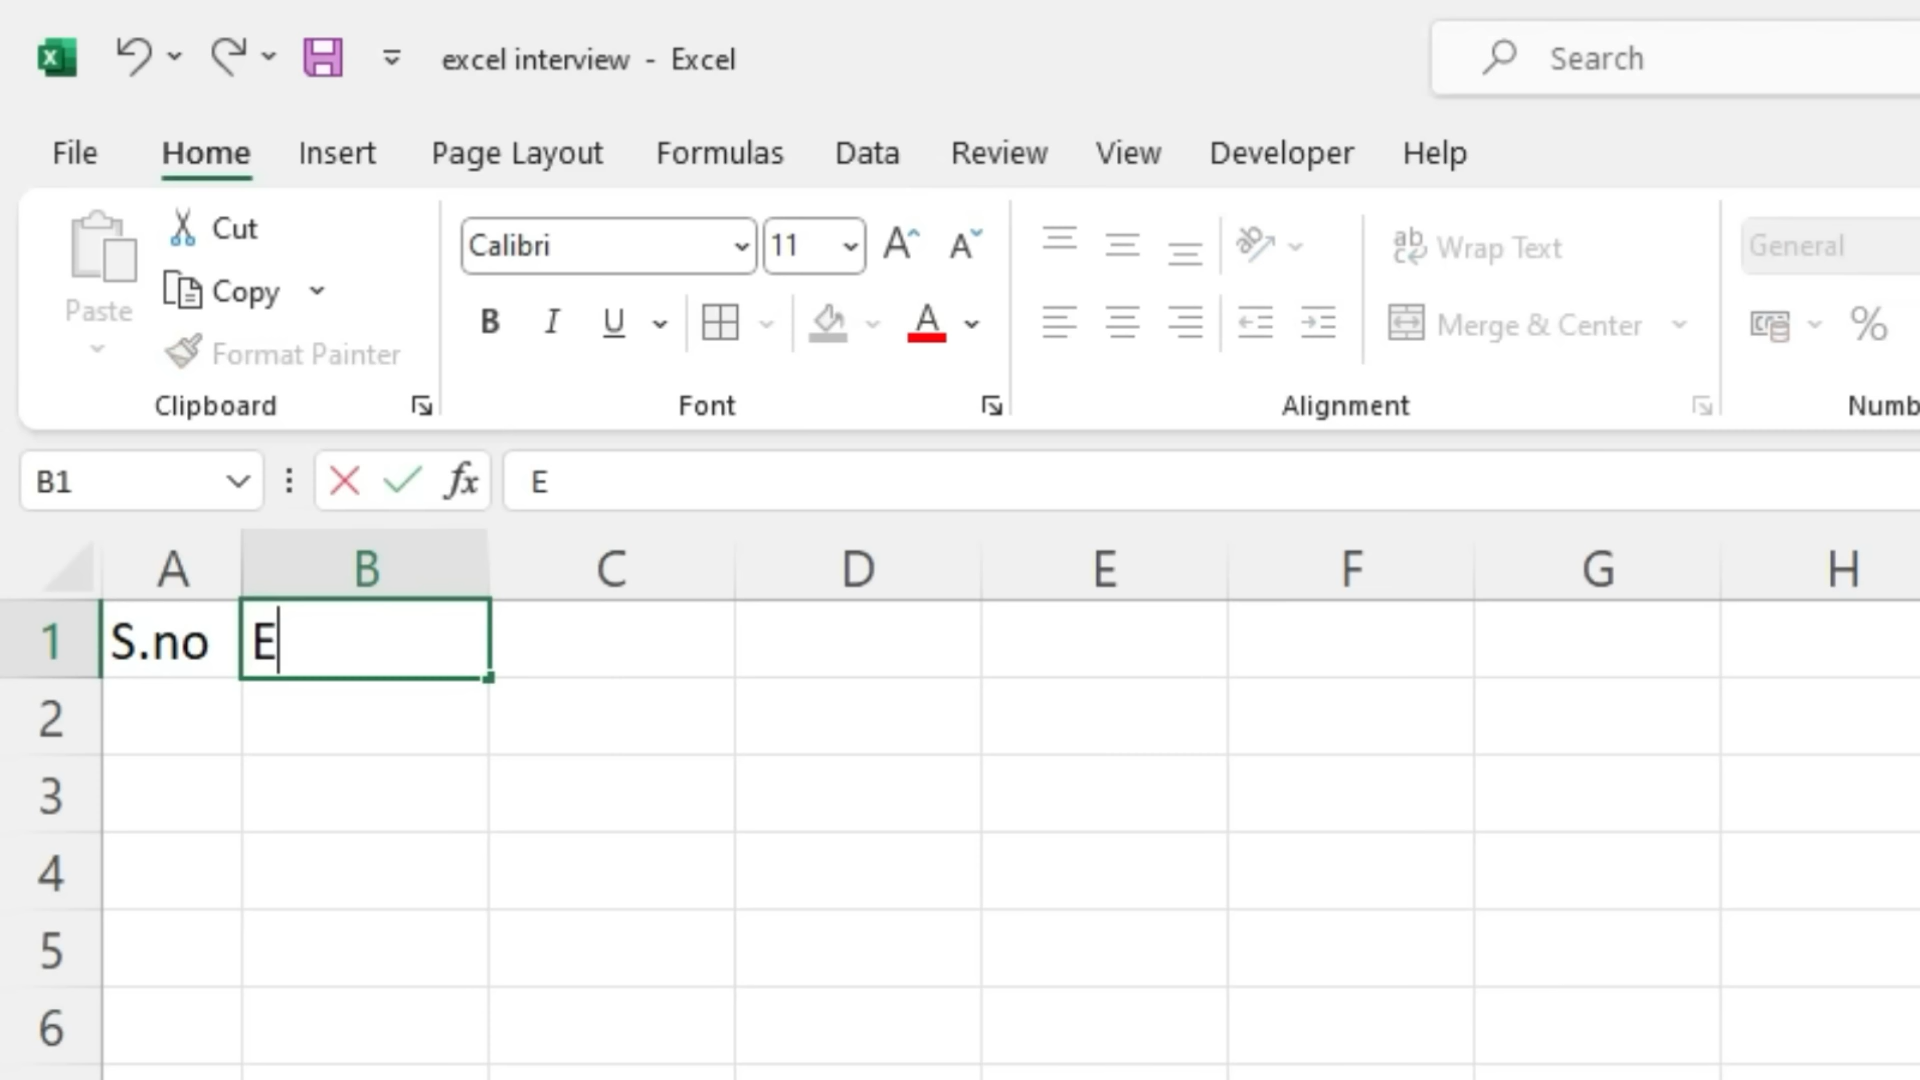 excel interview - Excel
Search
File Home Insert Page Layout Formulas Data Review View Developer Help
Paste
Cut
Copy
Format Painter
Clipboard
Calibri 11
B I U
Font
Wrap Text
Merge & Center
Alignment
General
%
B1 fx E
A B C D E F G H
1 S.no E
2
3
4
5
6